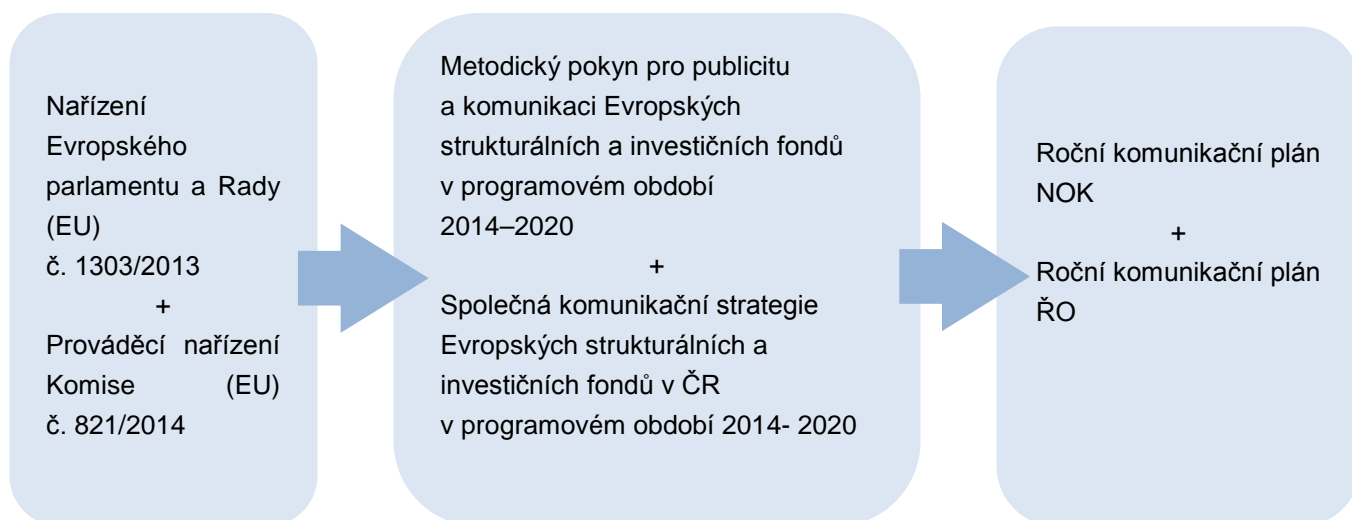 Nařízení
Evropského
parlamentu a Rady
(EU)
č. 1303/2013
+
Prováděcí nařízení
Komise (EU)
č. 821/2014
Metodický pokyn pro publicitu
a komunikaci Evropských
strukturálních a investičních fondů
v programovém období
2014–2020
+
Společná komunikační strategie
Evropských strukturálních a
investičních fondů v ČR
v programovém období 2014- 2020
Roční komunikační plán
NOK
+
Roční komunikační plán
ŘO